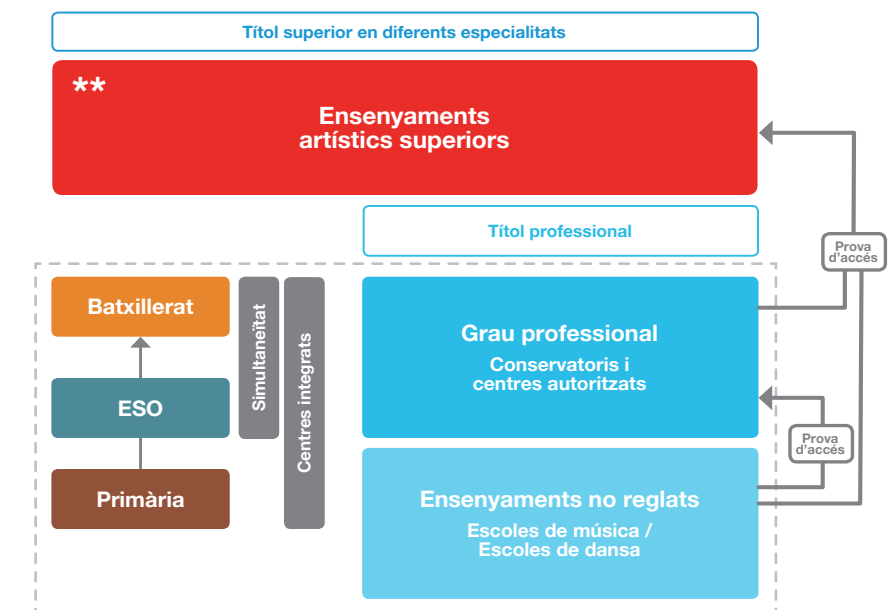 Títol superior en diferents especialitats
**
Ensenyaments
artístics superiors
Títol professional
Prova
d'accés
Batxillerat
Simultaneïtat
Centres integrats
Grau professional
Conservatoris i
centres autoritzats
ESO
Prova
d'accés
Primària
Ensenyaments no reglats
Escoles de música /
Escoles de dansa